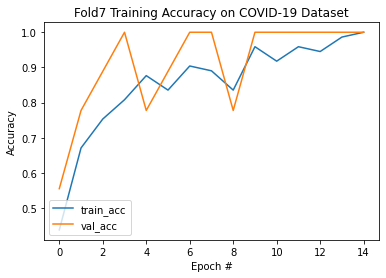 Fold7 Training Accuracy on COVID-19 Dataset
1.0
0.9
0.8
0.7
0.6
0.5
Accuracy
train_acc
val_acc
0 2 4 6 8 10 12 14
Epoch #